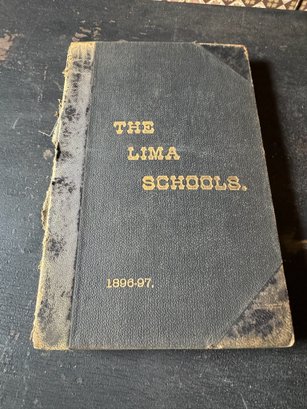 THE
LIMA
SCHOOLS.
1896-97.